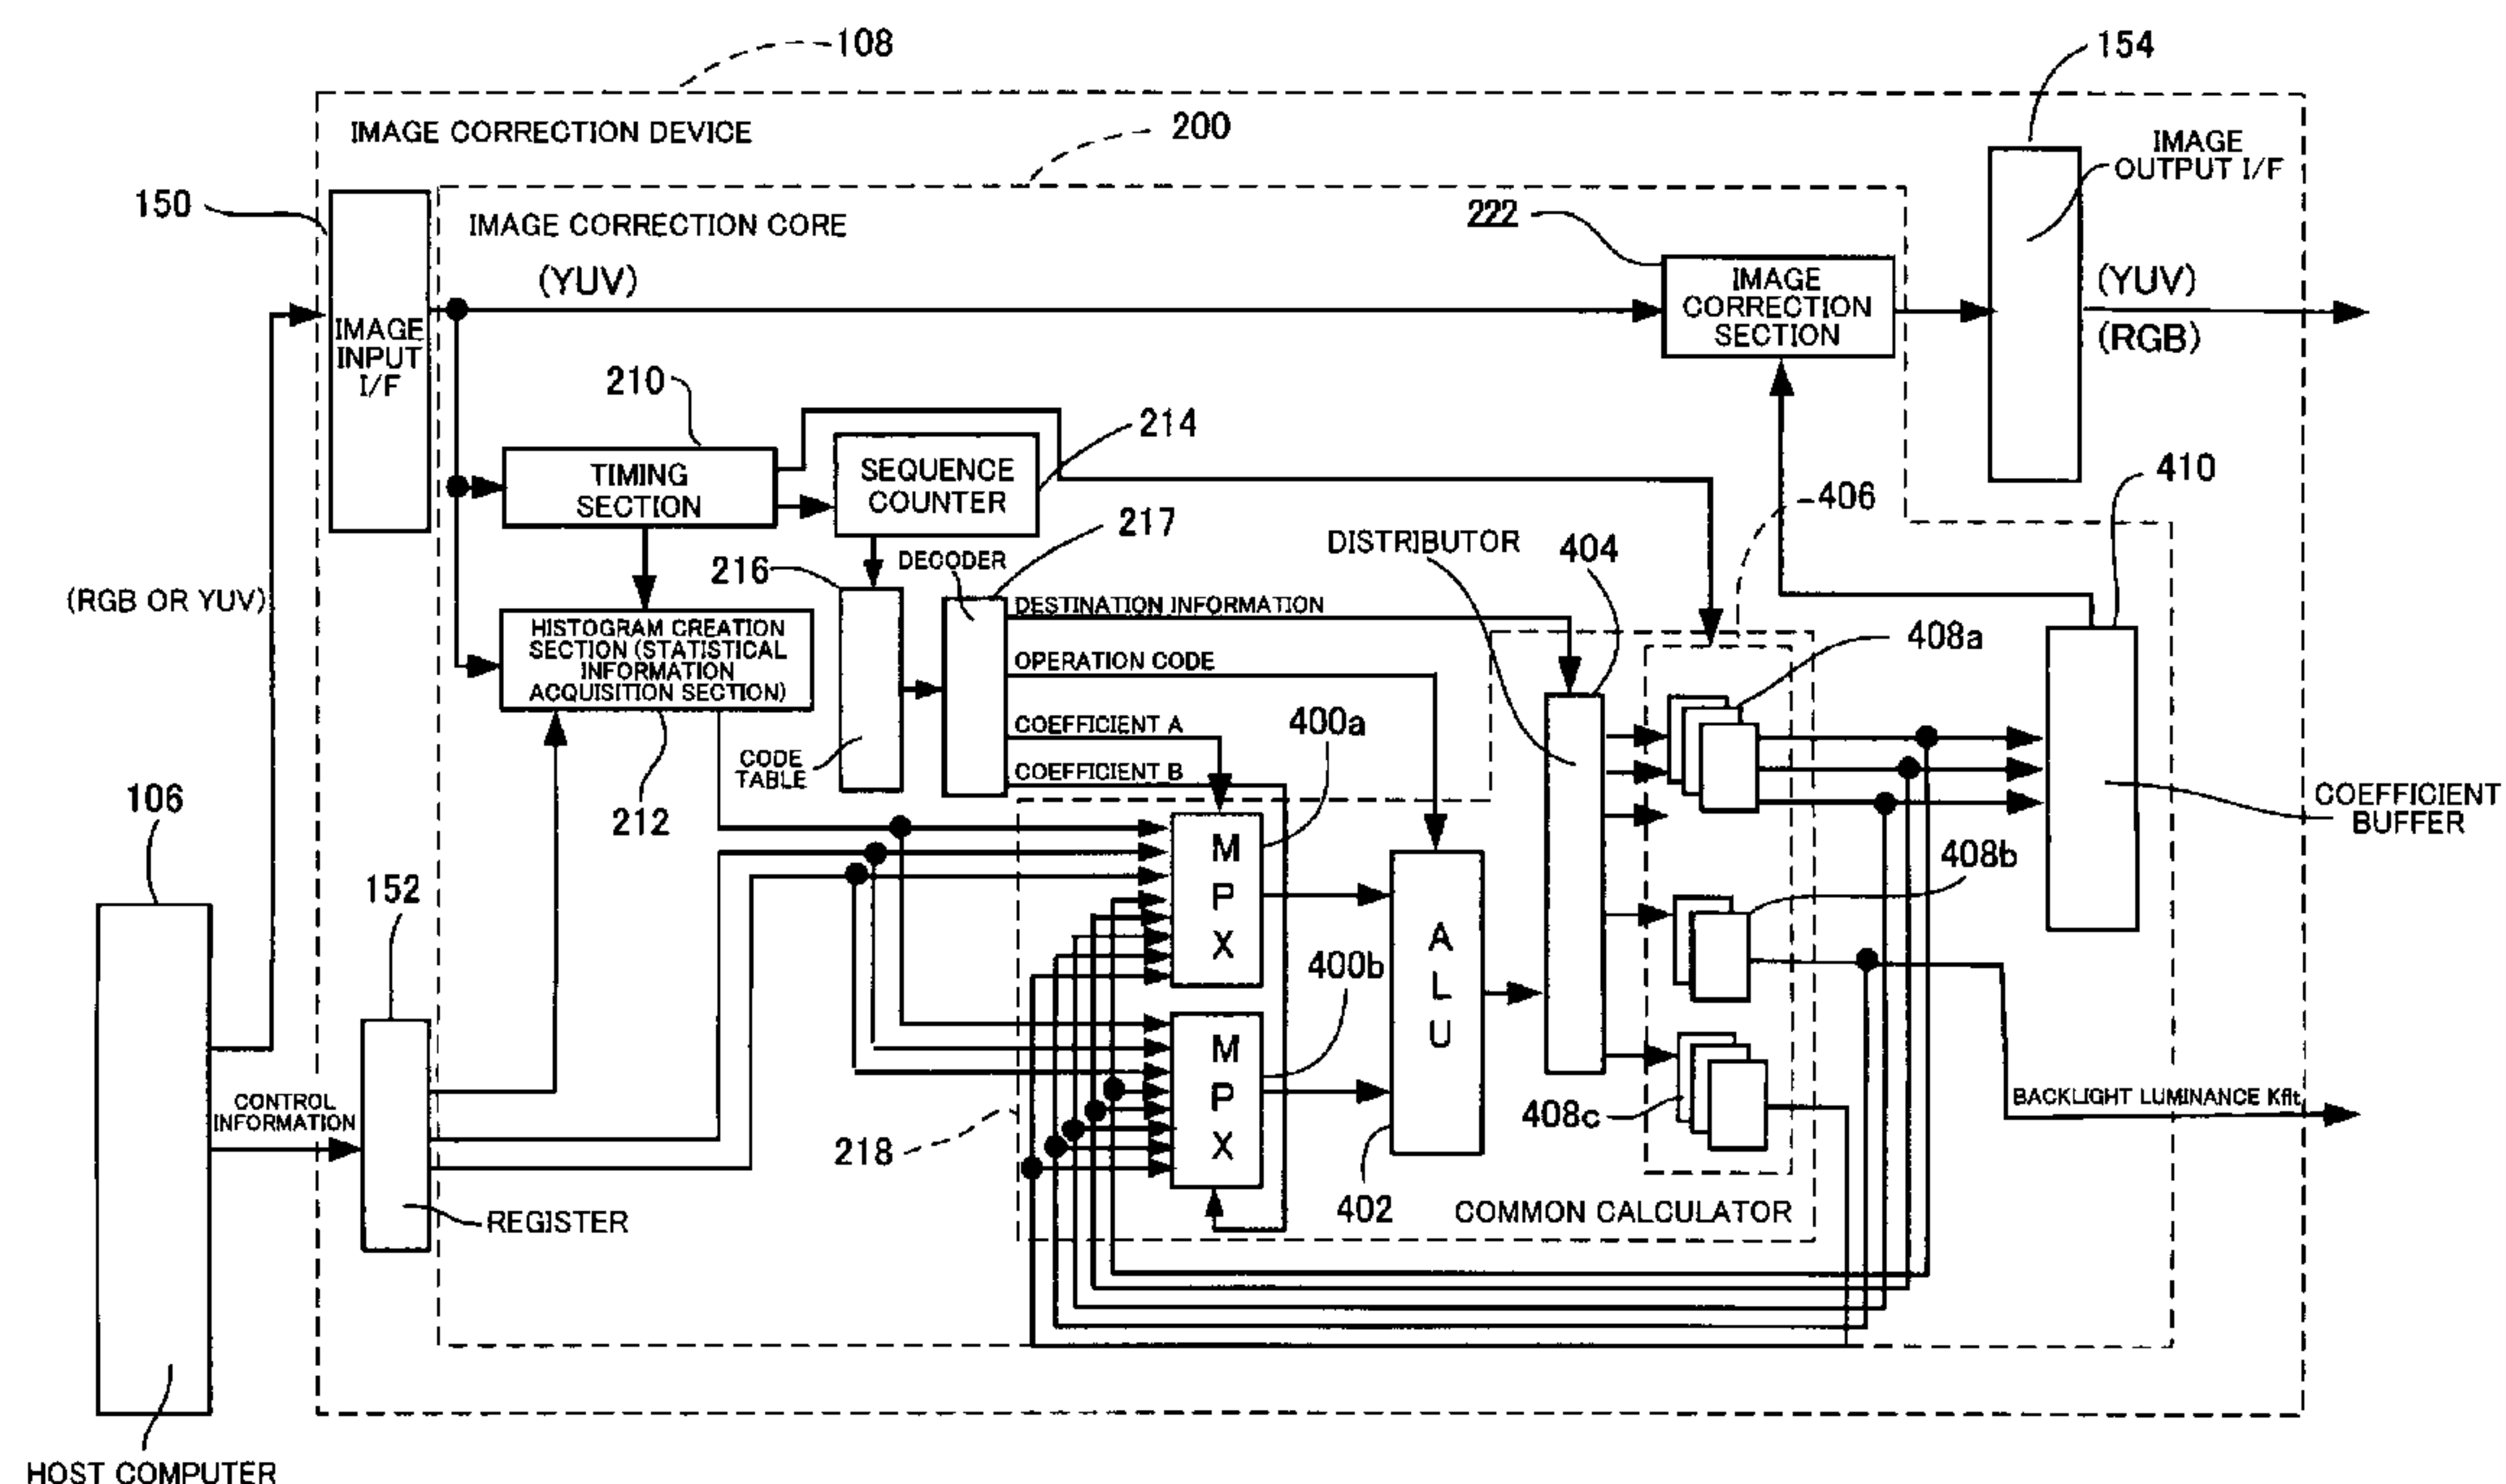 108
154
IMAGE CORRECTION DEVICE
200
IMAGE
OUTPUT I/F
150
IMAGE CORRECTION CORE
222
(YUV)
IMAGE
CORRECTION
SECTION
(YUV)
(RGB)
IMAGE
INPUT
I/F
210
214
TIMING
SECTION
SEQUENCE
COUNTER
406
410
217
DISTRIBUTOR
404
216
DECODER
(RGB OR YUV)
DESTINATION INFORMATION
HISTOGRAM CREATION
SECTION (STATISTICAL
INFORMATION
ACQUISITION SECTION)
408a
OPERATION CODE
COEFFICIENT A
400a
CODE
TABLE
COEFFICIENT B
106
212
COEFFICIENT
BUFFER
M
P
X
408b
152
A
L
U
400b
M
P
X
CONTROL
INFORMATION
BACKLIGHT LUMINANCE Kflt
408c
218
402
COMMON CALCULATOR
REGISTER
HOST COMPUTER